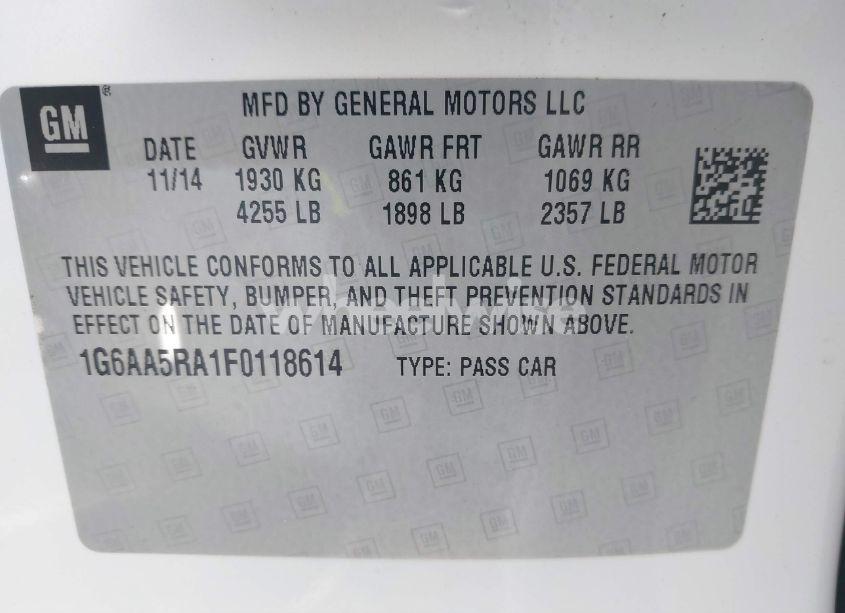 GM
MFD BY GENERAL MOTORS LLC
DATE GVWR GAWR FRT GAWR RR
11/14 1930 KG 861 KG 1069 KG
4255 LB 1898 LB 2357 LB
THIS VEHICLE CONFORMS TO ALL APPLICABLE U.S. FEDERAL MOTOR
VEHICLE SAFETY, BUMPER, AND THEFT PREVENTION STANDARDS IN
EFFECT ON THE DATE OF MANUFACTURE SHOWN ABOVE.
1G6AA5RA1F0118614 TYPE: PASS CAR